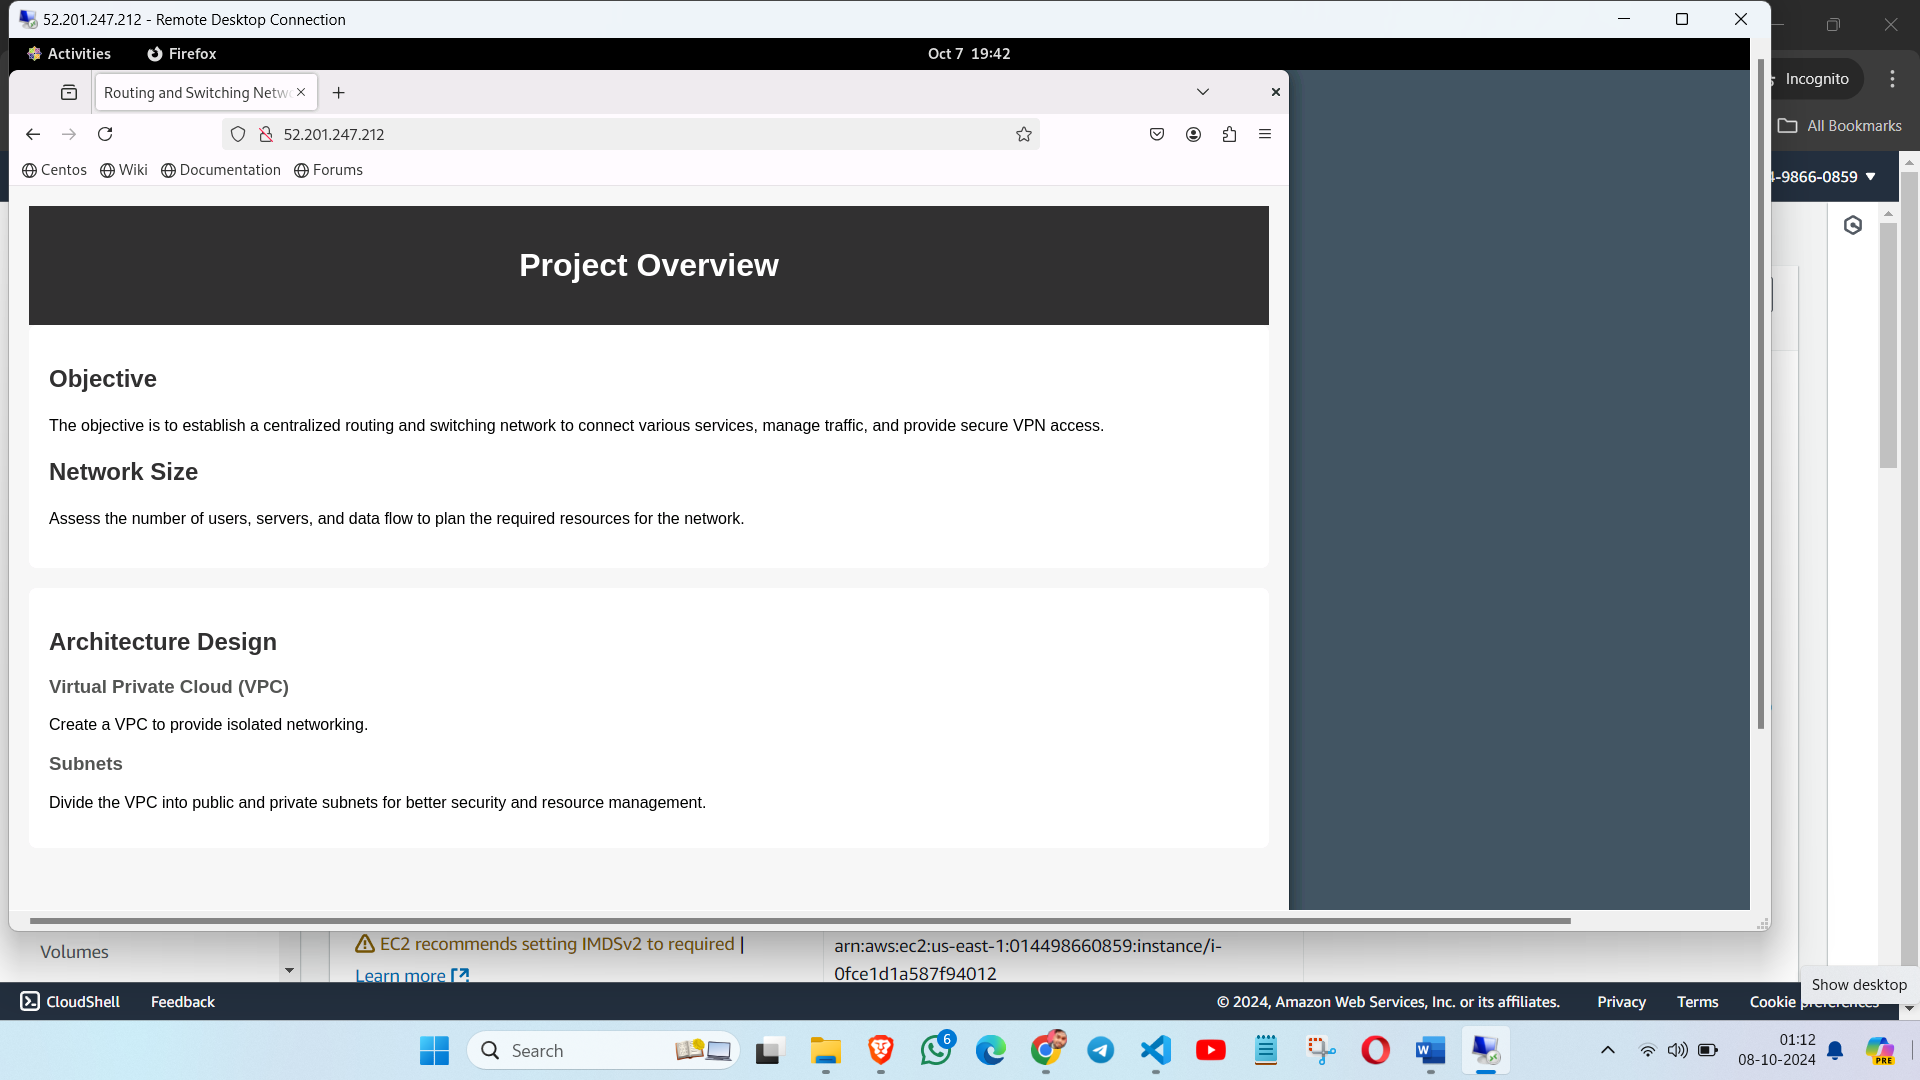 52.201.247.212 - Remote Desktop Connection
Activities
Firefox
Oct 7 19:42
Routing and Switching Netw
Incognito
52.201.247.212
All Bookmarks
Centos
Wiki
Documentation
Forums
4-9866-0859
Project Overview
Objective
The objective is to establish a centralized routing and switching network to connect various services, manage traffic, and provide secure VPN access.
Network Size
Assess the number of users, servers, and data flow to plan the required resources for the network.
Architecture Design
Virtual Private Cloud (VPC)
Create a VPC to provide isolated networking.
Subnets
Divide the VPC into public and private subnets for better security and resource management.
Volumes
EC2 recommends setting IMDSv2 to required |
Learn more
arn:aws:ec2:us-east-1:014498660859:instance/i-
0fce1d1a587f94012
Show desktop
CloudShell
Feedback
© 2024, Amazon Web Services, Inc. or its affiliates.
Privacy
Terms
Cookie preferences
Search
6
01:12
08-10-2024
PRE